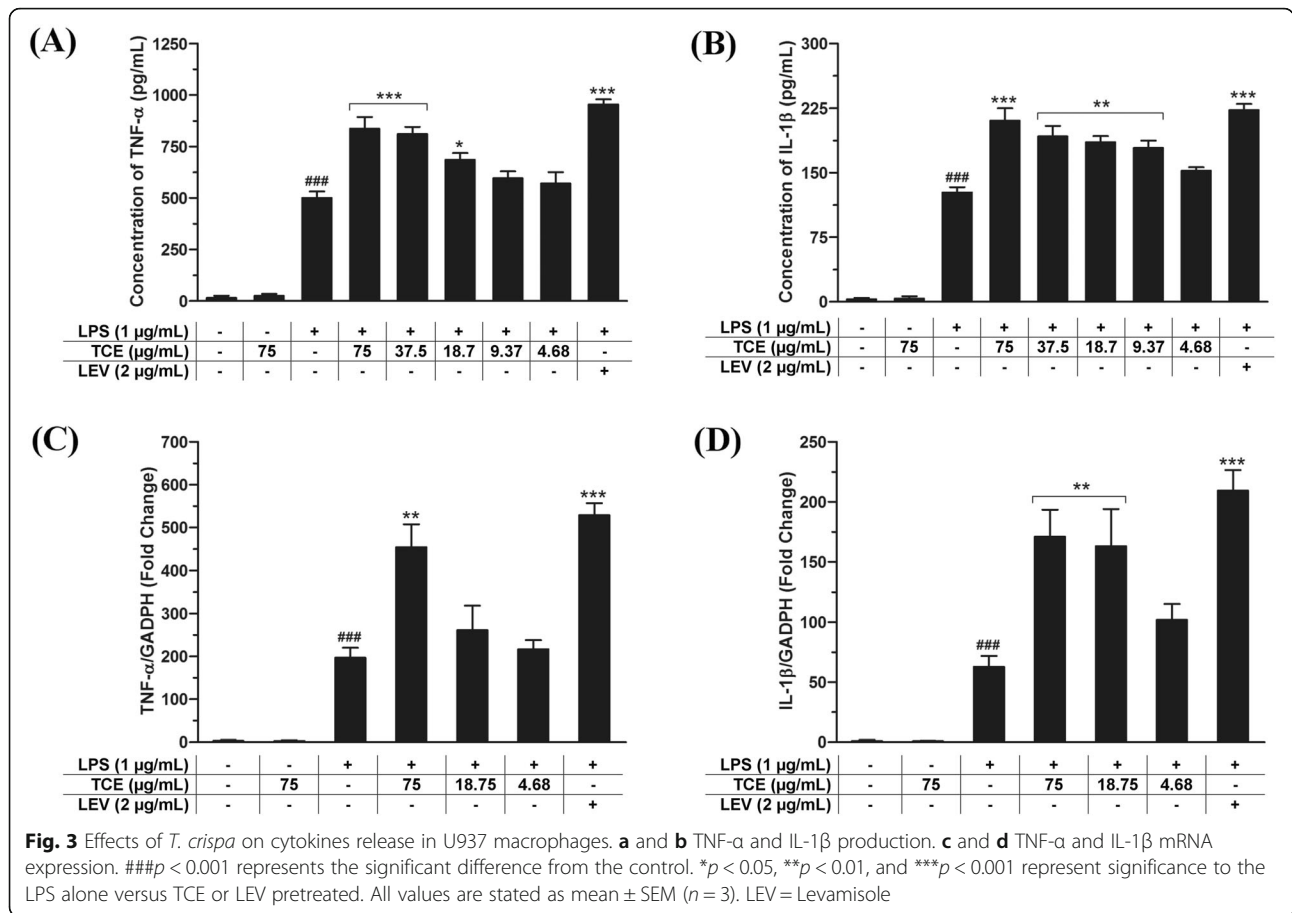 (A)
Concentration of TNF-α (pg/mL)
1250
1000
750
500
250
0
###
***
*
***
LPS (1 µg/mL) - - + + + + + + +
TCE (µg/mL) - 75 - 75 37.5 18.7 9.37 4.68 -
LEV (2 µg/mL) - - - - - - - - +
(B)
Concentration of IL-1β (pg/mL)
300
225
150
75
0
###
***
**
***
LPS (1 µg/mL) - - + + + + + + +
TCE (µg/mL) - 75 - 75 37.5 18.7 9.37 4.68 -
LEV (2 µg/mL) - - - - - - - - +
(C)
TNF-α/GADPH (Fold Change)
700
600
500
400
300
200
100
0
###
**
***
LPS (1 µg/mL) - - + + + + +
TCE (µg/mL) - 75 - 75 18.75 4.68 -
LEV (2 µg/mL) - - - - - - +
(D)
IL-1β/GADPH (Fold Change)
250
200
150
100
50
0
###
**
***
LPS (1 µg/mL) - - + + + + +
TCE (µg/mL) - 75 - 75 18.75 4.68 -
LEV (2 µg/mL) - - - - - - +
Fig. 3 Effects of T. crispa on cytokines release in U937 macrophages. a and b TNF-α and IL-1β production. c and d TNF-α and IL-1β mRNA
expression. ###p < 0.001 represents the significant difference from the control. *p < 0.05, **p < 0.01, and ***p < 0.001 represent significance to the
LPS alone versus TCE or LEV pretreated. All values are stated as mean ± SEM (n = 3). LEV = Levamisole